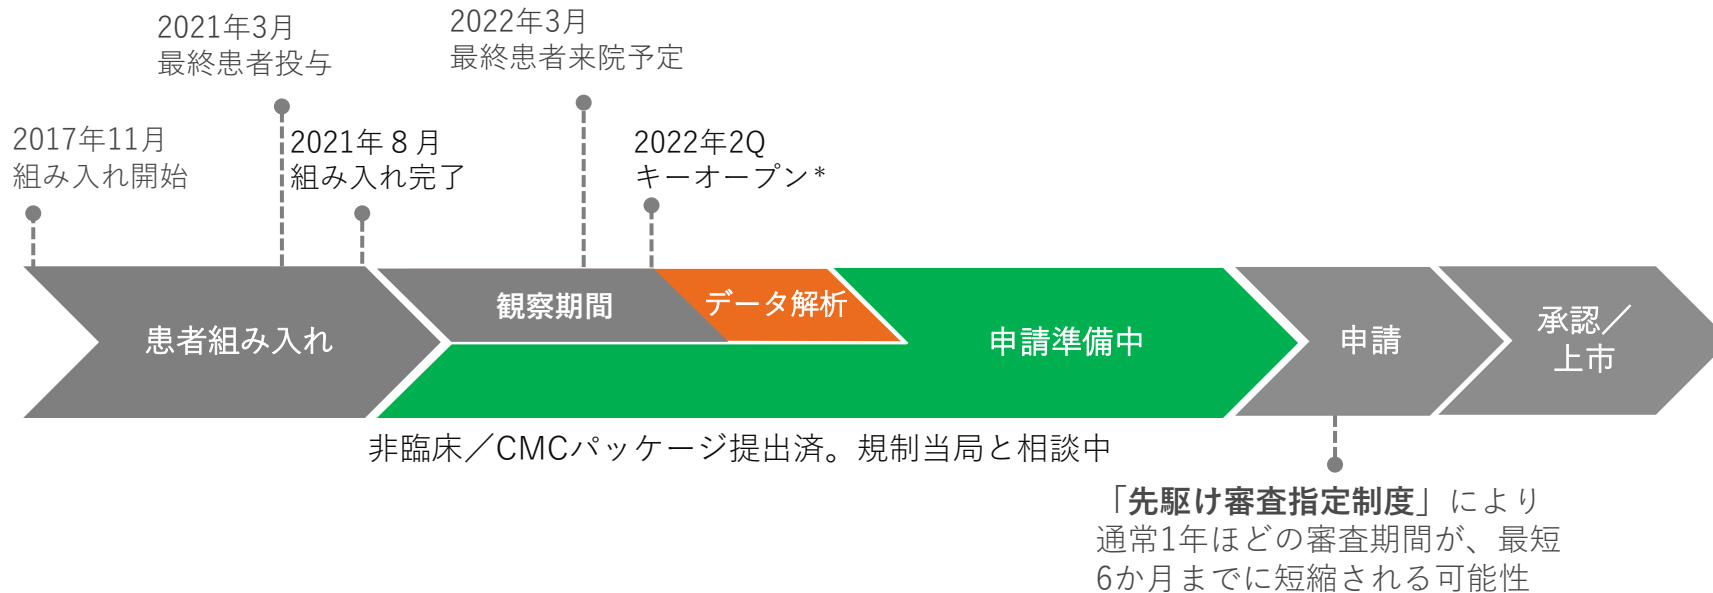 2021年3月
最終患者投与
2022年3月
最終患者来院予定
2017年11月
組み入れ開始
2021年８月
組み入れ完了
2022年2Q
キーオープン*
患者組み入れ
観察期間
データ解析
申請準備中
申請
承認／
上市
非臨床／CMCパッケージ提出済。規制当局と相談中
「先駆け審査指定制度」により
通常1年ほどの審査期間が、最短
6か月までに短縮される可能性